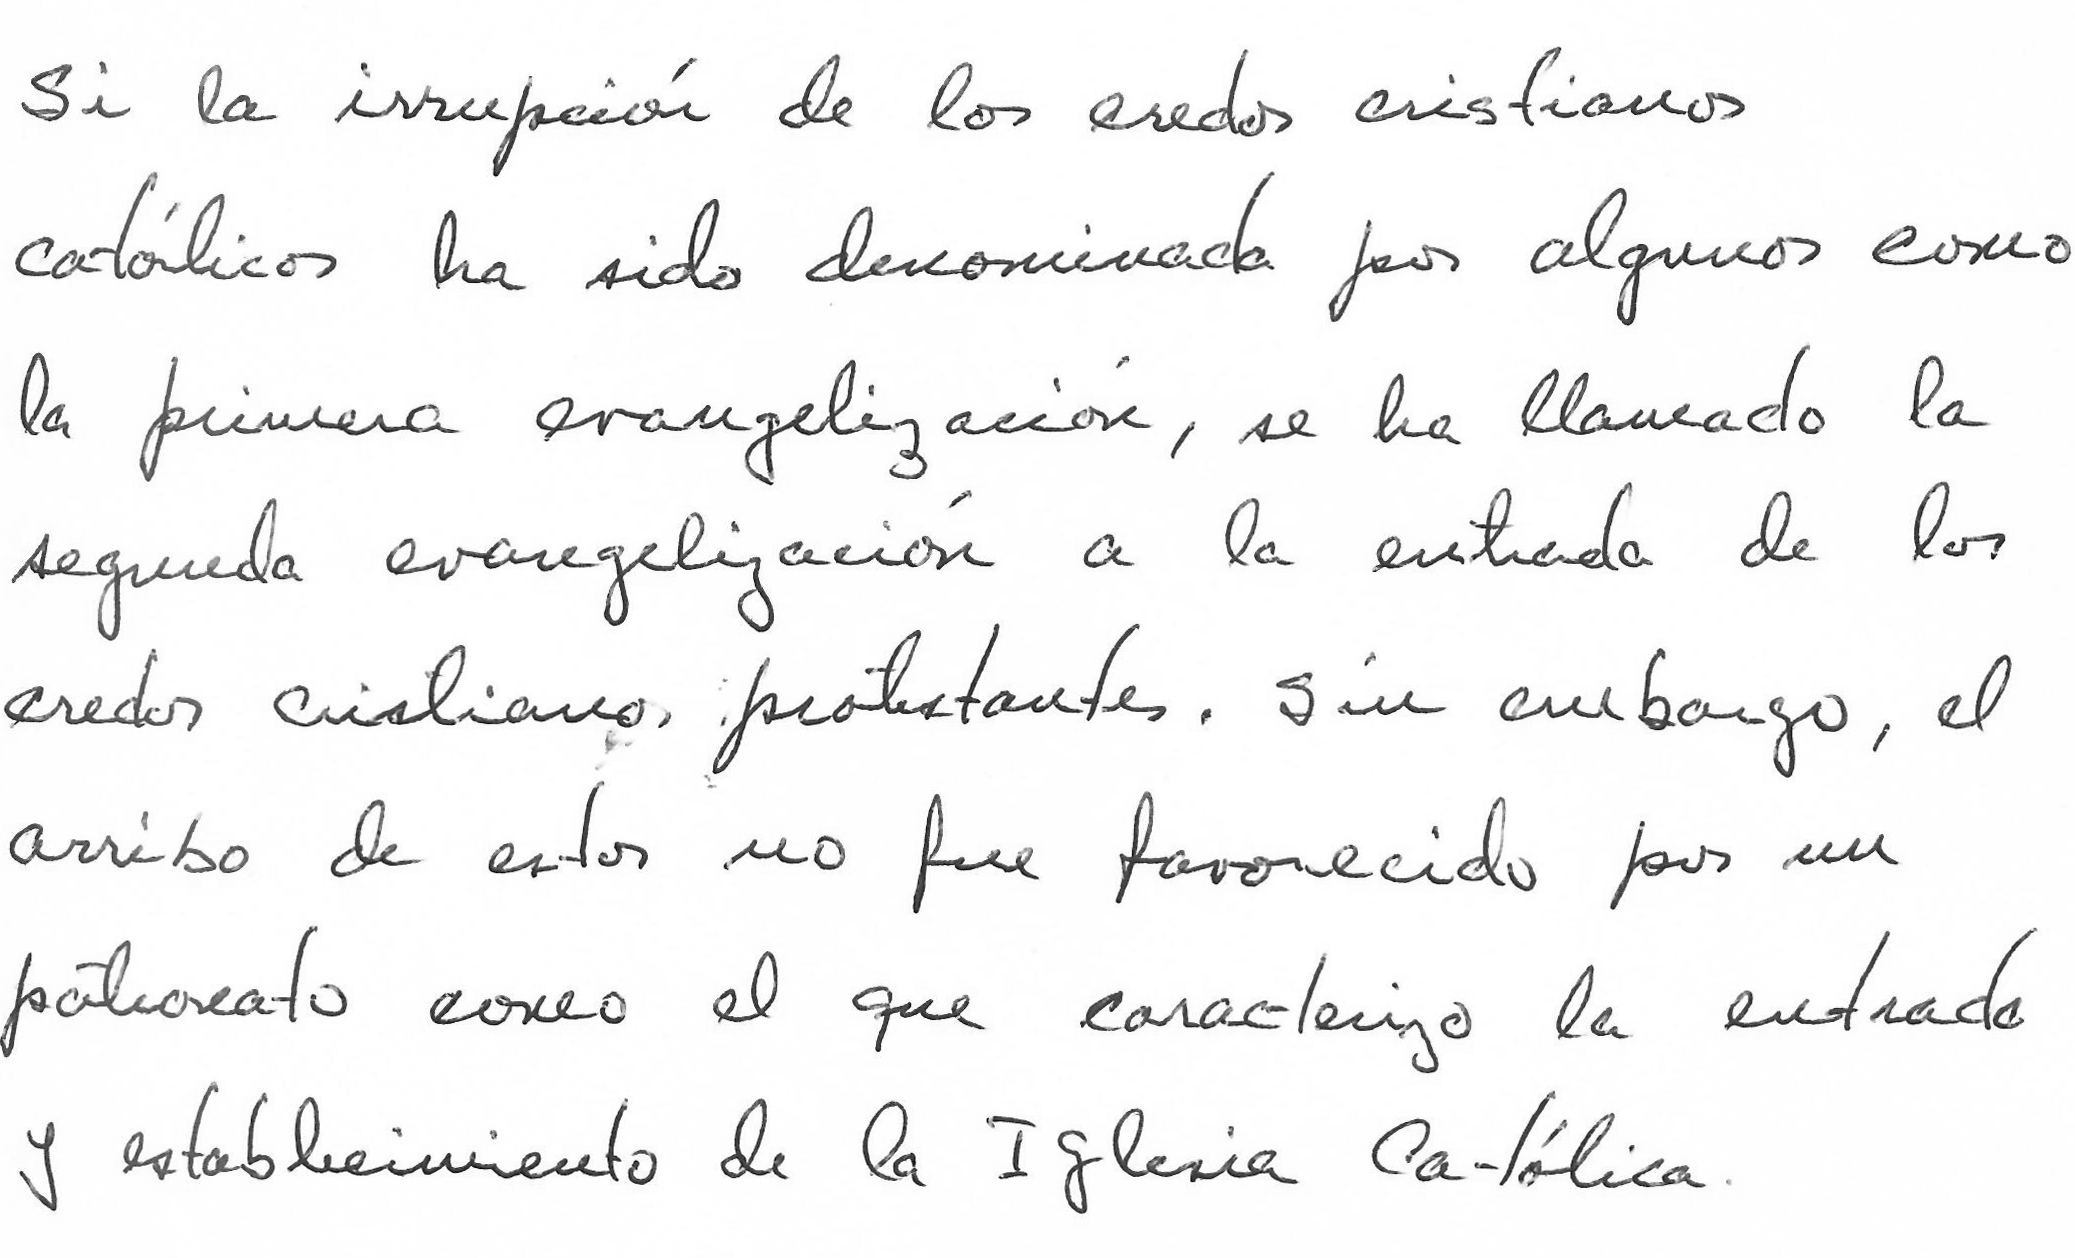 Si la irrupción de los credos cristianos
católicos ha sido denominada por algunos como
la primera evangelización, se ha llamado la
segunda evangelización a la entrada de los
credos cristianos protestantes. Sin embargo, el
arribo de estos no fue favorecido por un
patronato como el que caracterizo la entrada
y establecimiento de la Iglesia Católica.